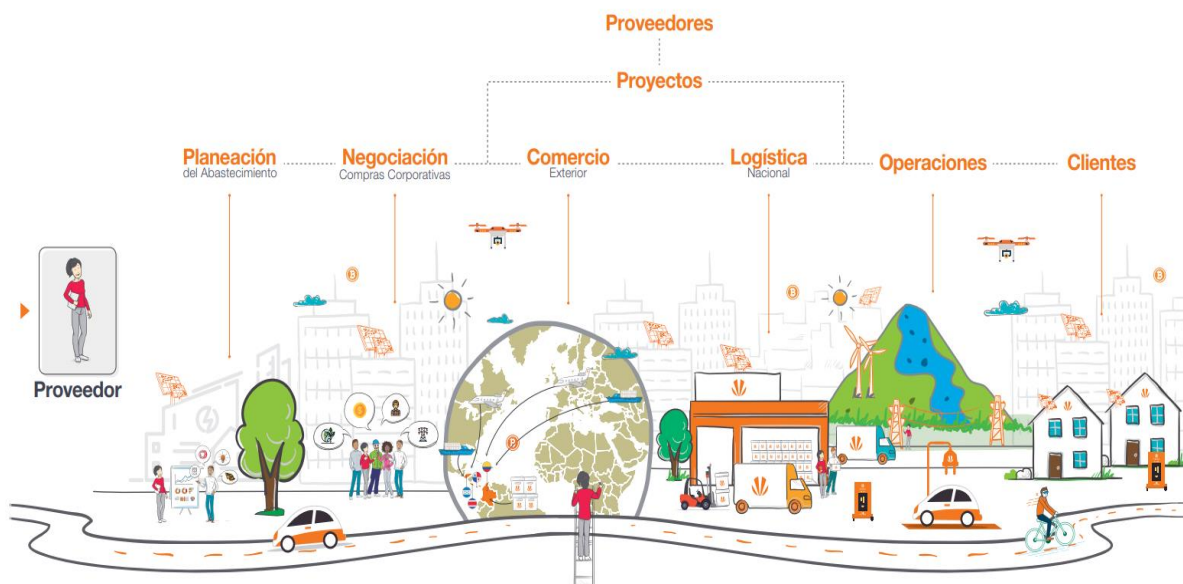 Proveedores
Proyectos
Planeación
del Abastecimiento
Negociación
Compras Corporativas
Comercio
Exterior
Logística
Nacional
Operaciones
Clientes
Proveedor